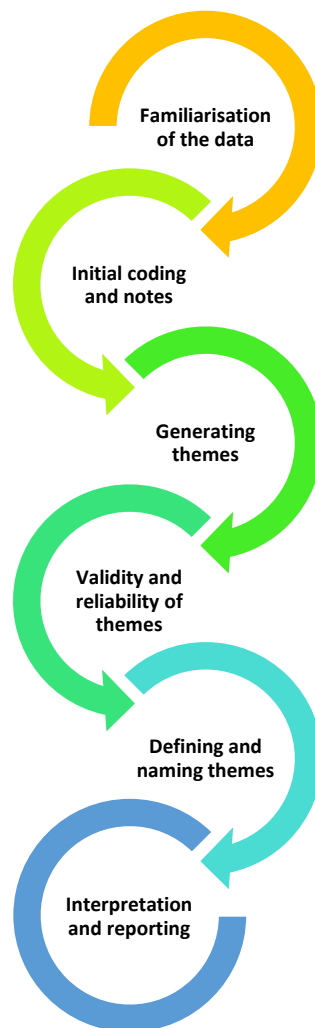 Familiarisation
of the data
Initial coding
and notes
Generating
themes
Validity and
reliability of
themes
Defining and
naming themes
Interpretation
and reporting